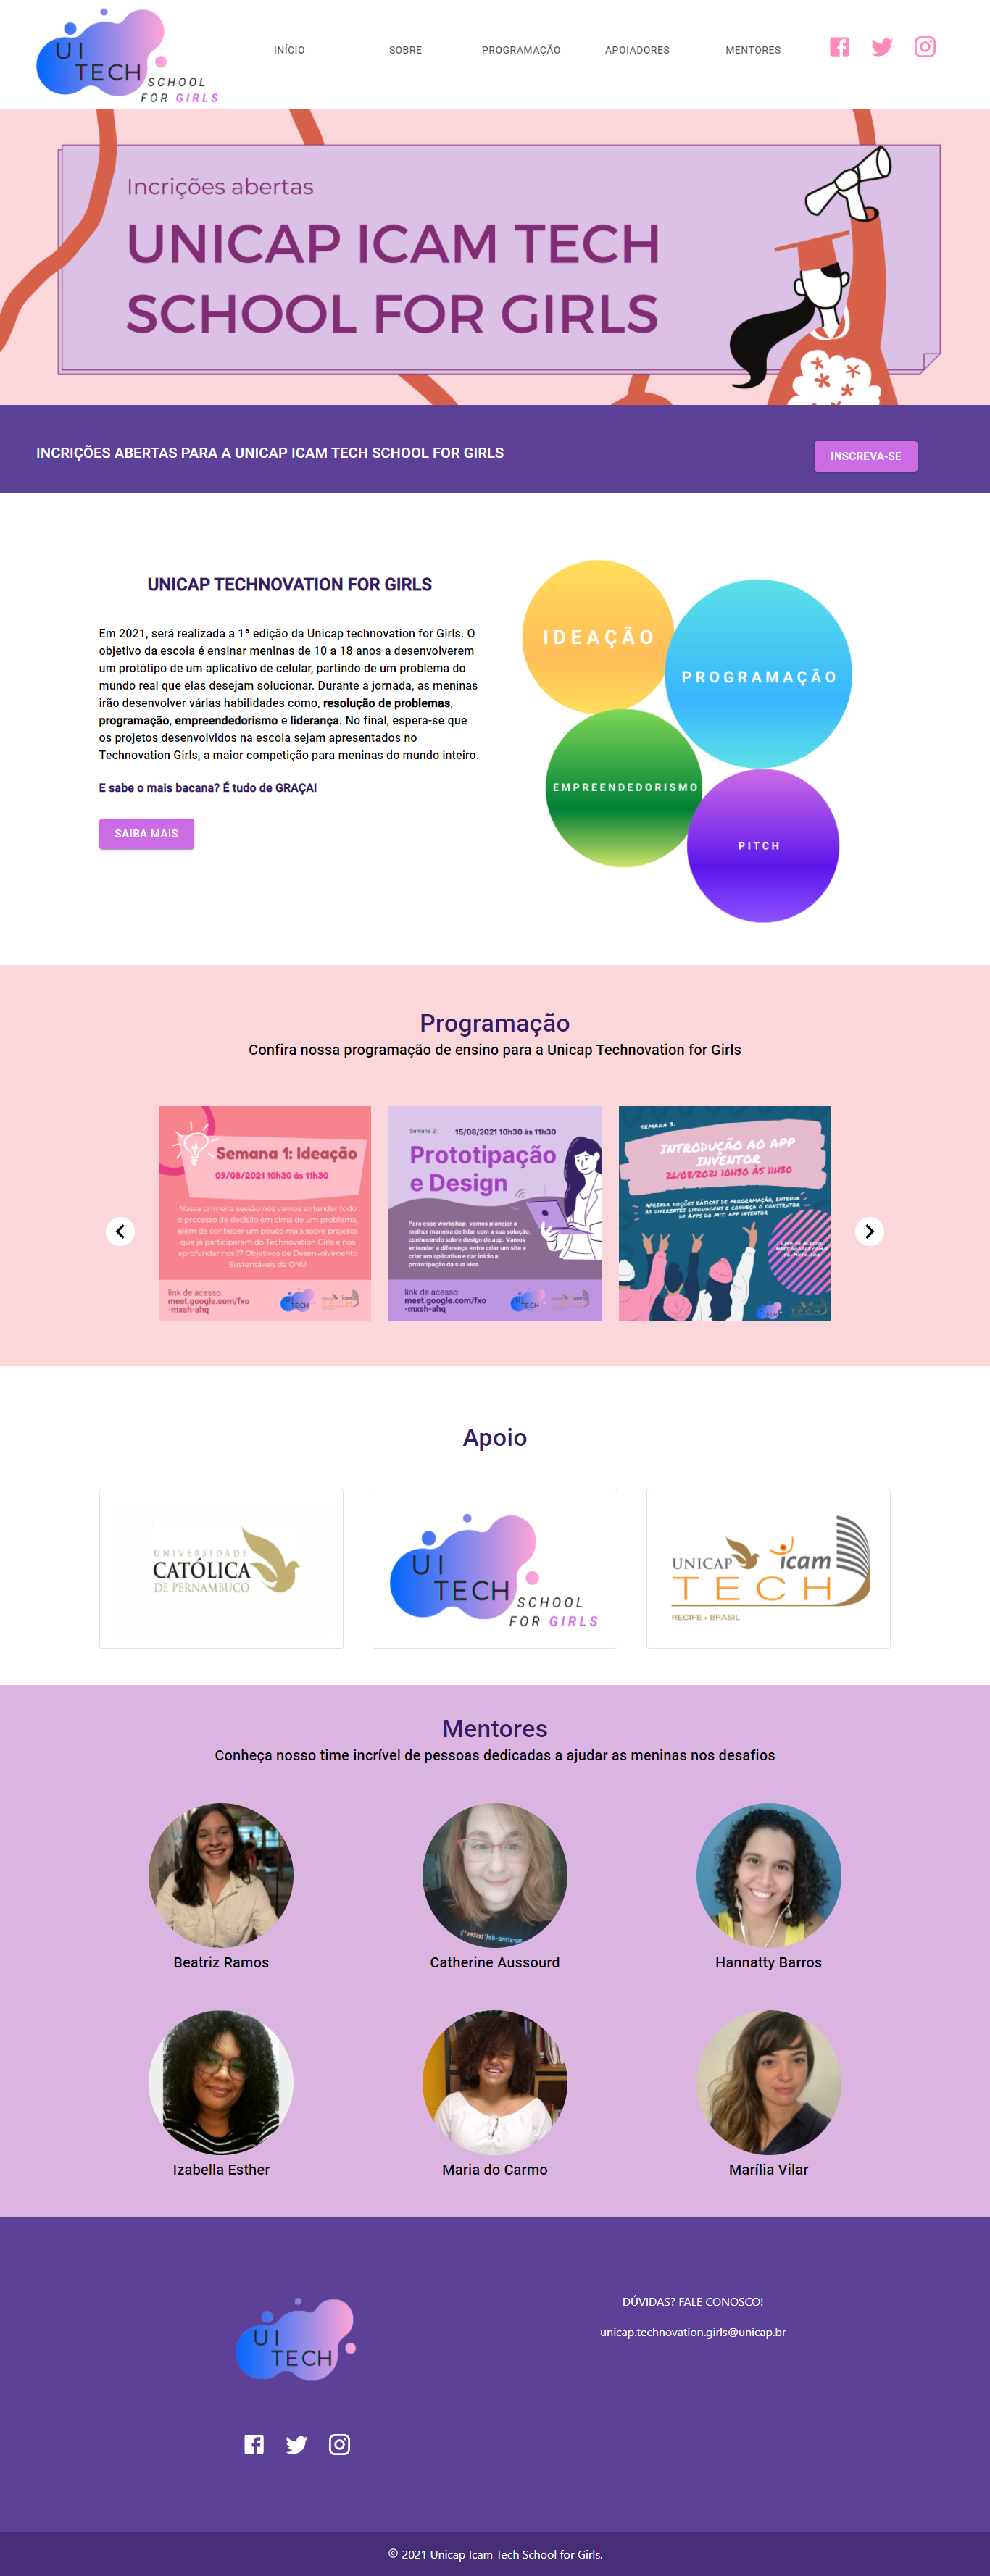 UI
TECH
SCHOOL
FOR GIRLS
INÍCIO
SOBRE
PROGRAMAÇÃO
APOIADORES
MENTORES
Incrições abertas
UNICAP ICAM TECH
SCHOOL FOR GIRLS
INCRIÇÕES ABERTAS PARA A UNICAP ICAM TECH SCHOOL FOR GIRLS
INSCREVA-SE
UNICAP TECHNOVATION FOR GIRLS
Em 2021, será realizada a 1ª edição da Unicap technovation for Girls. O
objetivo da escola é ensinar meninas de 10 a 18 anos a desenvolverem
um protótipo de um aplicativo de celular, partindo de um problema do
mundo real que elas desejam solucionar. Durante a jornada, as meninas
irão desenvolver várias habilidades como, resolução de problemas,
programação, empreendedorismo e liderança. No final, espera-se que
os projetos desenvolvidos na escola sejam apresentados no
Technovation Girls, a maior competição para meninas do mundo inteiro.
E sabe o mais bacana? É tudo de GRAÇA!
SAIBA MAIS
IDEAÇÃO
PROGRAMAÇÃO
EMPREENDEDORISMO
PITCH
Programação
Confira nossa programação de ensino para a Unicap Technovation for Girls
Semana 1: Ideação
09/08/2021 10h30 às 11h30
Nessa primeira sessão nós vamos entender todo
o processo de decisão em cima de um problema,
além de conhecer um pouco mais sobre projetos
que já participaram do Technovation Girls e nos
aprofundar nos 17 Objetivos de Desenvolvimento
Sustentáveis da ONU
link de acesso:
meet.google.com/fxo
-mxsh-ahq
UI
TECH
TECH
Semana 2:
15/08/2021 10h30 às 11h30
Prototipação
e Design
Para esse workshop, vamos planejar a
melhor maneira de montar a sua solução,
conhecendo sobre design de app. Vamos
entender a diferença entre criar um site e
criar um aplicativo e dar início a
prototipação da sua ideia.
link de acesso:
meet.google.com/fxo
-mxsh-ahq
UI
TECH
TECH
SEMANA 3:
INTRODUÇÃO AO APP
INVENTOR
26/08/2021 10H30 ÀS 11H30
APRENDA NOÇÕES BÁSICAS DE PROGRAMAÇÃO, ENTENDA
AS DIFERENTES LINGUAGENS E CONHEÇA O CONSTRUTOR
DE APPS DO MIT: APP INVENTOR
LINK DE ACESSO:
MEET.GOOGLE.COM
TECH
TECH
Apoio
UNIVERSIDADE
CATÓLICA
DE PERNAMBUCO
UI
TECH
SCHOOL
FOR GIRLS
UNICAP icam
TECH
RECIFE • BRASIL
Mentores
Conheça nosso time incrível de pessoas dedicadas a ajudar as meninas nos desafios
Beatriz Ramos
Catherine Aussourd
Hannatty Barros
Izabella Esther
Maria do Carmo
Marília Vilar
UI
TECH
DÚVIDAS? FALE CONOSCO!
unicap.technovation.girls@unicap.br
© 2021 Unicap Icam Tech School for Girls.